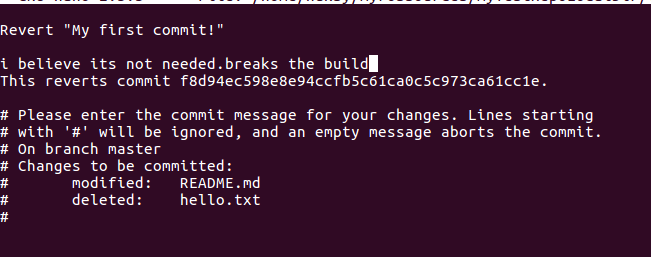 Revert "My first commit!"
i believe its not needed.breaks the build
This reverts commit f8d94ec598e8e94ccfb5c61ca0c5c973ca61cc1e.
# Please enter the commit message for your changes. Lines starting
# with '#' will be ignored, and an empty message aborts the commit.
# On branch master
# Changes to be committed:
#       modified:   README.md
#       deleted:    hello.txt
#